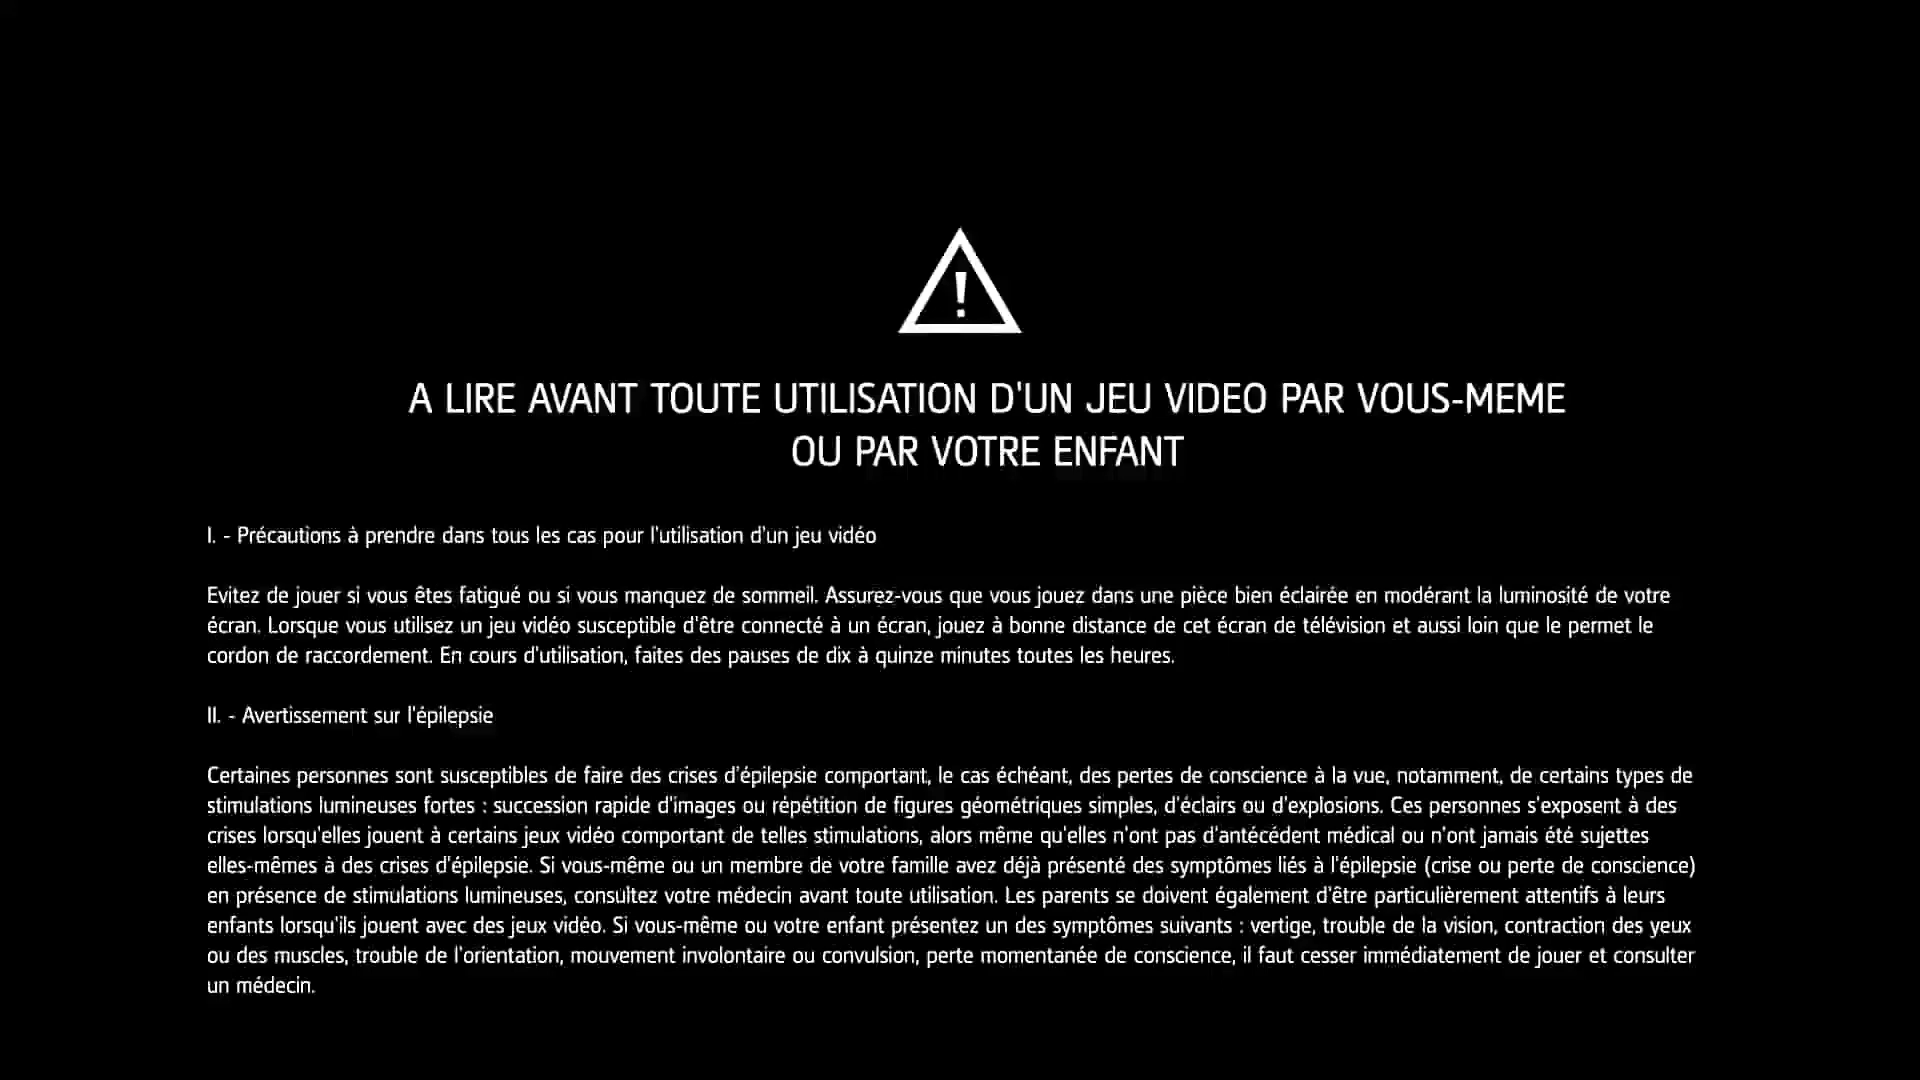 !
A LIRE AVANT TOUTE UTILISATION D'UN JEU VIDEO PAR VOUS-MEME
OU PAR VOTRE ENFANT
I. - Précautions à prendre dans tous les cas pour l'utilisation d'un jeu vidéo
Evitez de jouer si vous êtes fatigué ou si vous manquez de sommeil. Assurez-vous que vous jouez dans une pièce bien éclairée en modérant la luminosité de votre
écran. Lorsque vous utilisez un jeu vidéo susceptible d'être connecté à un écran, jouez à bonne distance de cet écran de télévision et aussi loin que le permet le
cordon de raccordement. En cours d'utilisation, faites des pauses de dix à quinze minutes toutes les heures.
II. - Avertissement sur l'épilepsie
Certaines personnes sont susceptibles de faire des crises d'épilepsie comportant, le cas échéant, des pertes de conscience à la vue, notamment, de certains types de
stimulations lumineuses fortes : succession rapide d'images ou répétition de figures géométriques simples, d'éclairs ou d'explosions. Ces personnes s'exposent à des
crises lorsqu'elles jouent à certains jeux vidéo comportant de telles stimulations, alors même qu'elles n'ont pas d'antécédent médical ou n'ont jamais été sujettes
elles-mêmes à des crises d'épilepsie. Si vous-même ou un membre de votre famille avez déjà présenté des symptômes liés à l'épilepsie (crise ou perte de conscience)
en présence de stimulations lumineuses, consultez votre médecin avant toute utilisation. Les parents se doivent également d'être particulièrement attentifs à leurs
enfants lorsqu'ils jouent avec des jeux vidéo. Si vous-même ou votre enfant présentez un des symptômes suivants : vertige, trouble de la vision, contraction des yeux
ou des muscles, trouble de l'orientation, mouvement involontaire ou convulsion, perte momentanée de conscience, il faut cesser immédiatement de jouer et consulter
un médecin.